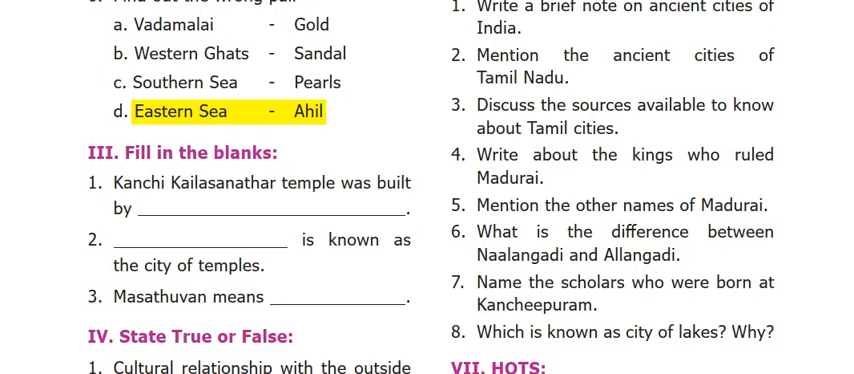 a. Vadamalai - Gold
b. Western Ghats - Sandal
c. Southern Sea - Pearls
d. Eastern Sea - Ahil
III. Fill in the blanks:
1. Kanchi Kailasanathar temple was built
by ____________________.
2. ____________________ is known as
the city of temples.
3. Masathuvan means ____________________.
IV. State True or False:
1. Cultural relationship with the outside
1. Write a brief note on ancient cities of
India.
2. Mention the ancient cities of
Tamil Nadu.
3. Discuss the sources available to know
about Tamil cities.
4. Write about the kings who ruled
Madurai.
5. Mention the other names of Madurai.
6. What is the difference between
Naalangadi and Allangadi.
7. Name the scholars who were born at
Kancheepuram.
8. Which is known as city of lakes? Why?
VII. HOTS: